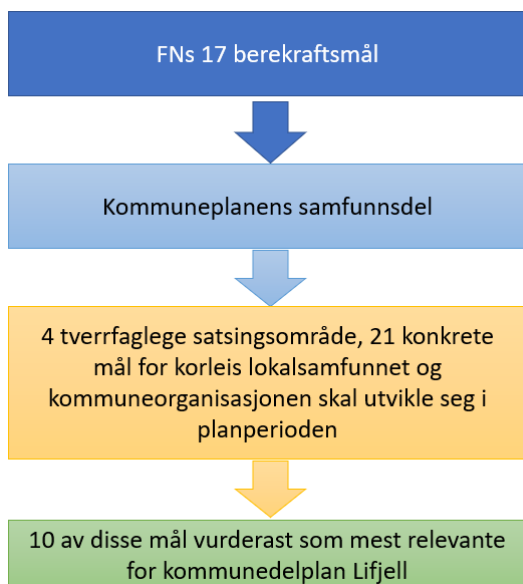 FNs 17 berekraftsmål
Kommuneplanens samfunnsdel
4 tverrfaglege satsingsområde, 21 konkrete
mål for korleis lokalsamfunnet og
kommuneorganisasjonen skal utvikle seg i
planperioden
10 av disse mål vurderast som mest relevante
for kommunedelplan Lifjell